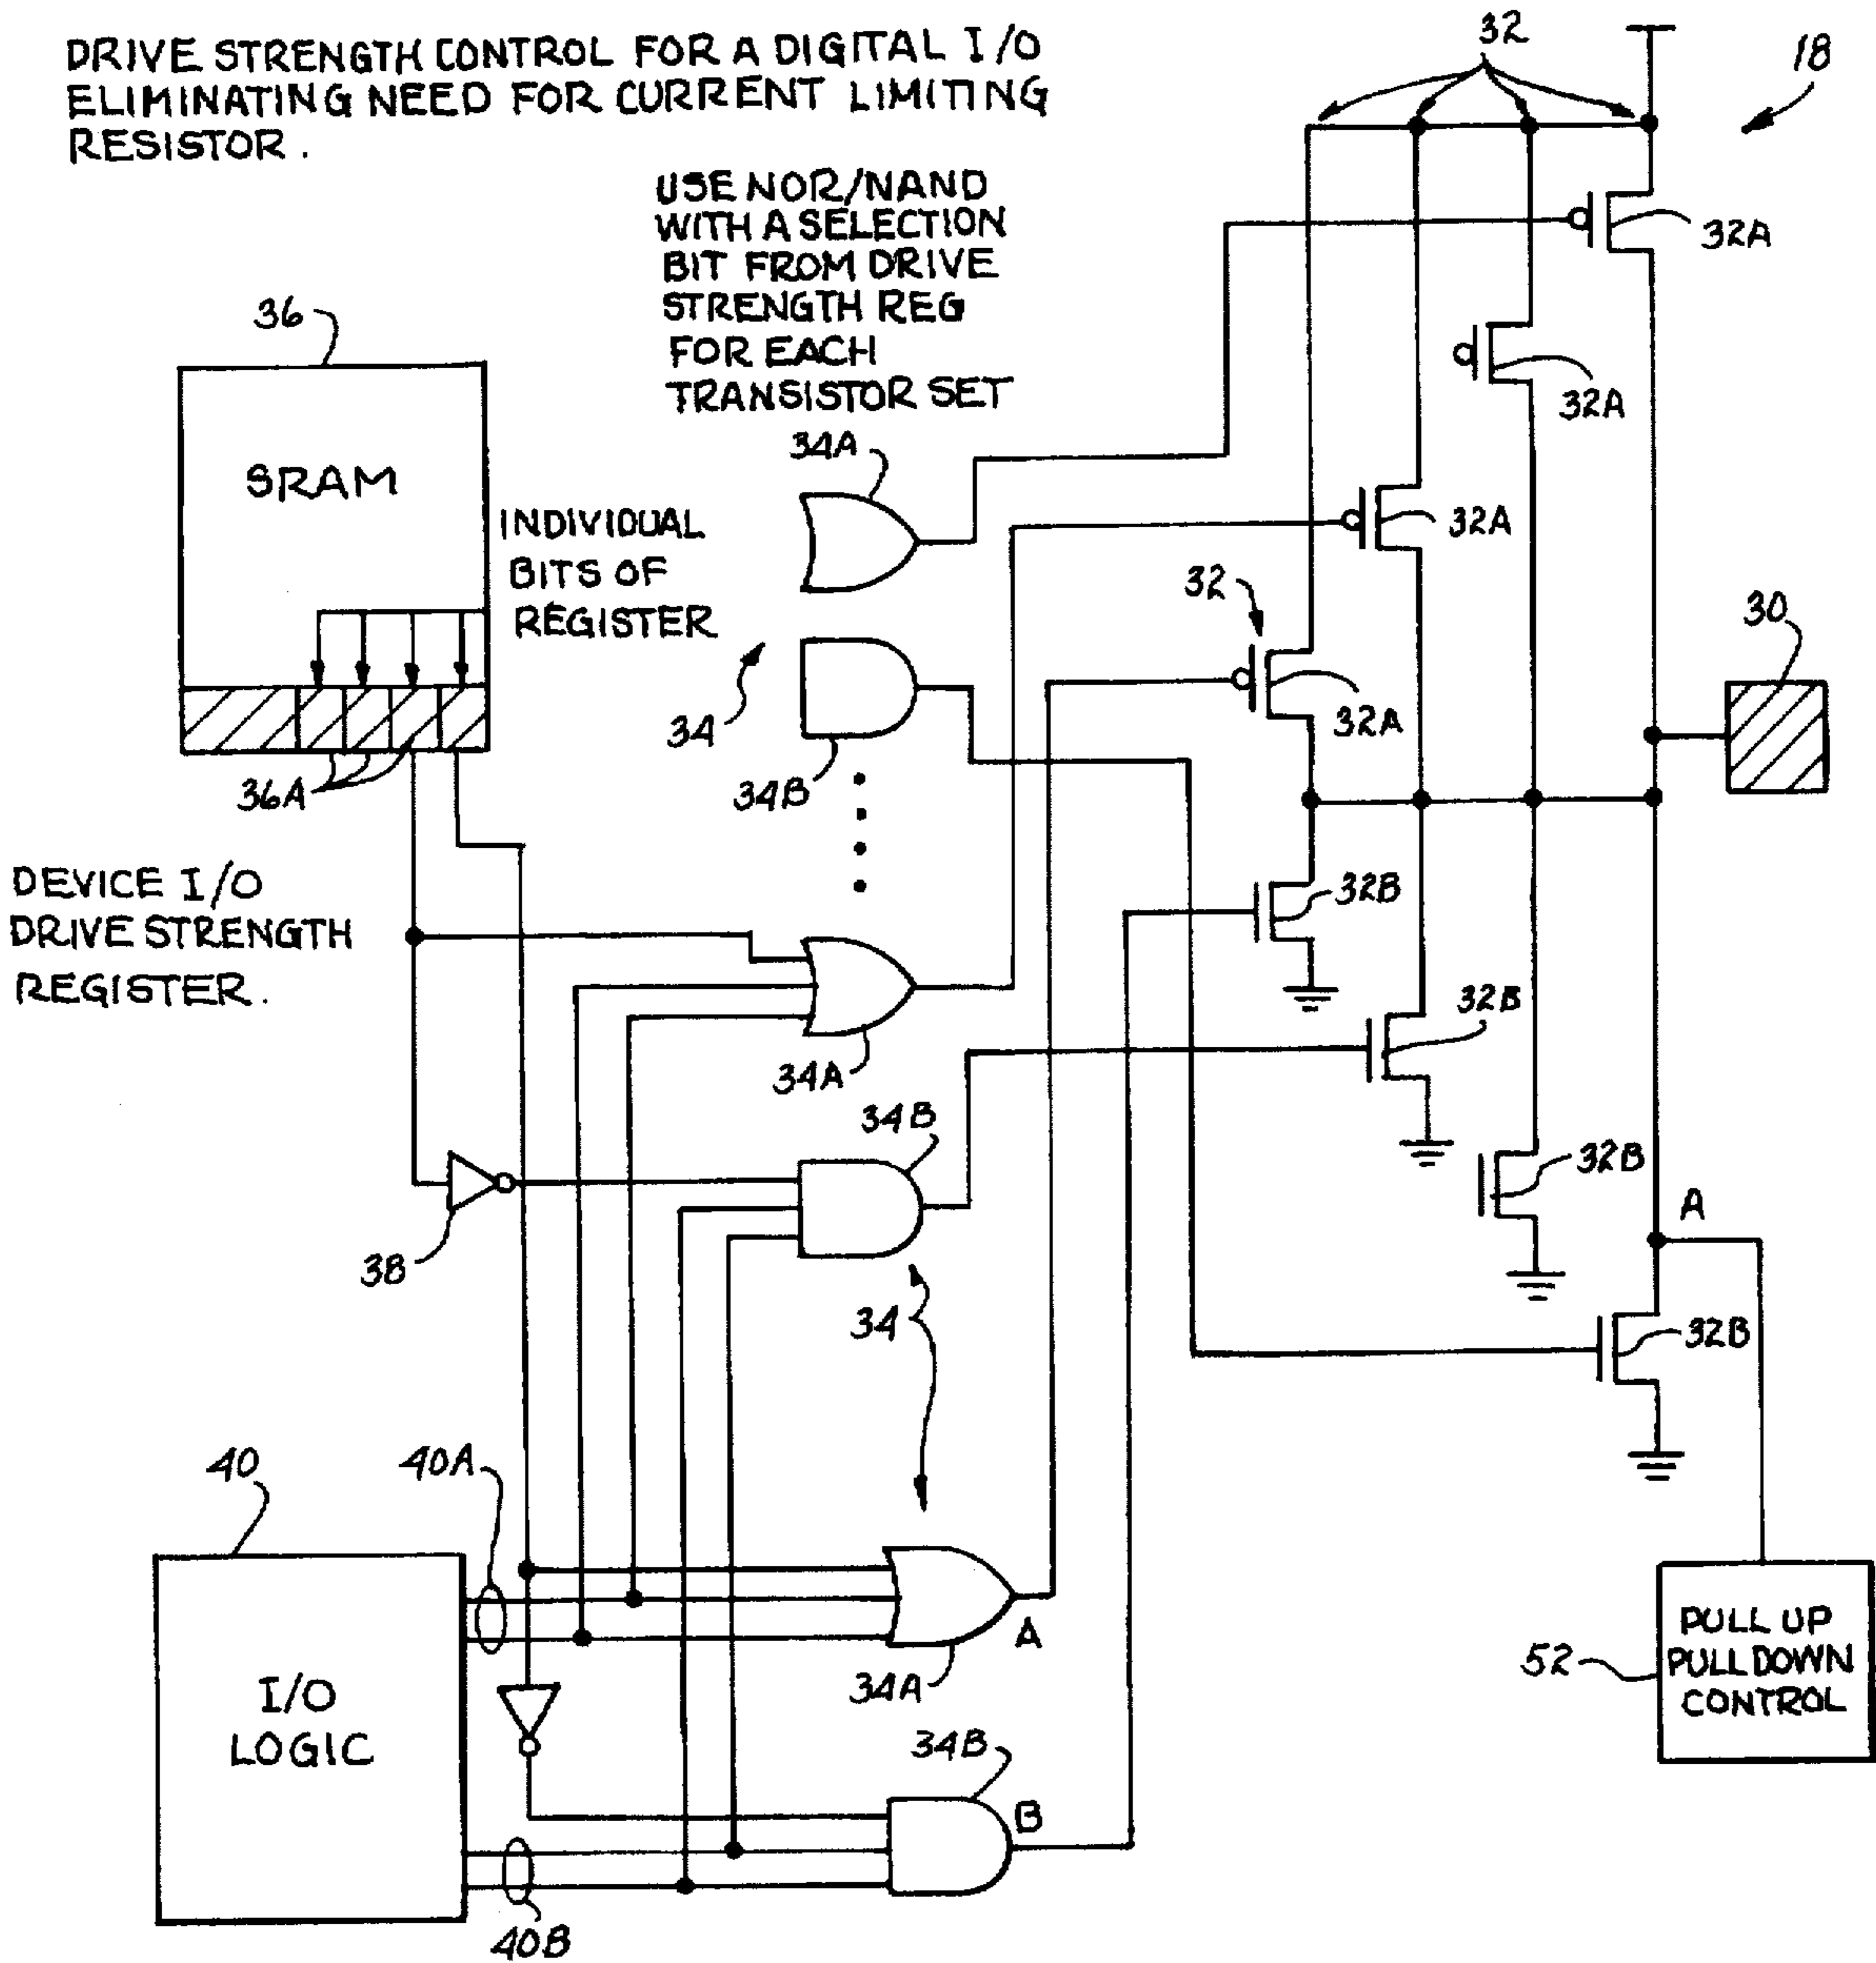 DRIVE STRENGTH CONTROL FOR A DIGITAL I/O
ELIMINATING NEED FOR CURRENT LIMITING
RESISTOR.
32
18
USE NOR/NAND
WITH A SELECTION
BIT FROM DRIVE
STRENGTH REG
FOR EACH
TRANSISTOR SET
32A
36
32A
34A
SRAM
INDIVIDUAL
BITS OF
REGISTER
32A
32
30
34
32A
36A
34B
DEVICE I/O
DRIVE STRENGTH
REGISTER.
32B
32B
34A
34B
32B
A
38
34
32B
40
40A
A
34A
PULL UP
PULL DOWN
CONTROL
52
I/O
LOGIC
34B
B
40B